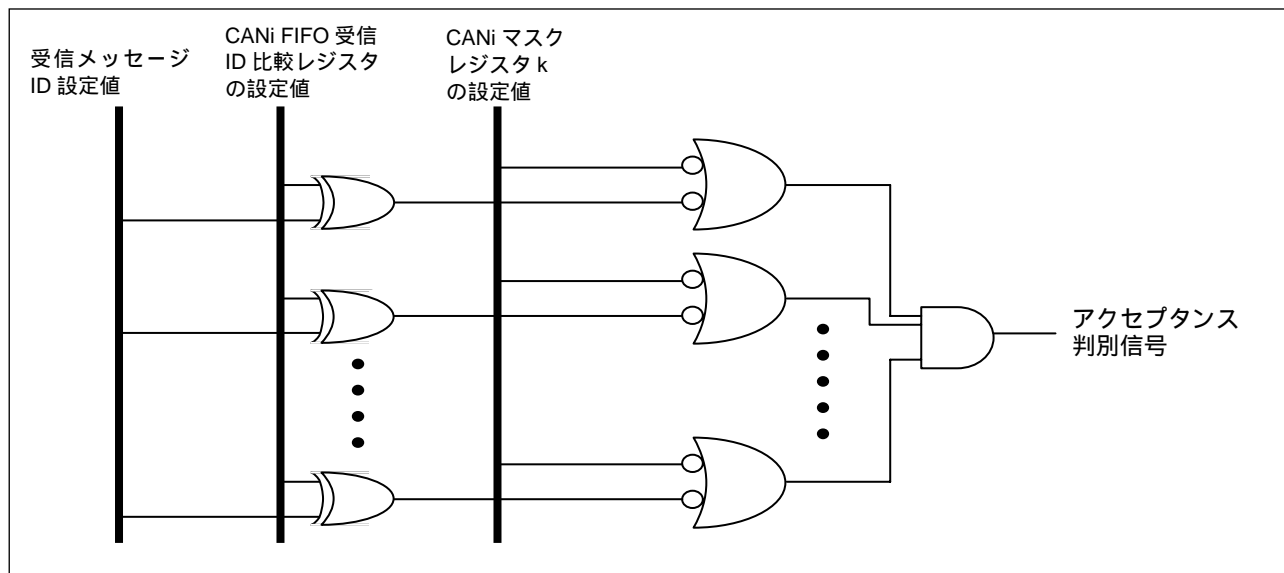 受信メッセージ
ID 設定値
CANi FIFO 受信
ID 比較レジスタ
の設定値
CANi マスク
レジスタ k
の設定値
アクセプタンス
判別信号